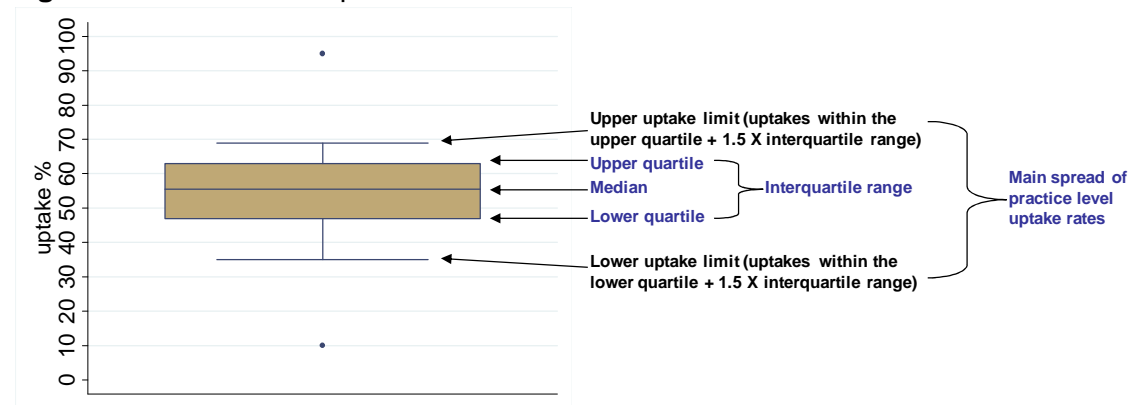 100
90
80
70
60
50
40
30
20
10
0
uptake %
Upper uptake limit (uptakes within the
upper quartile + 1.5 X interquartile range)
Upper quartile
Median
Lower quartile
Interquartile range
Lower uptake limit (uptakes within the
lower quartile + 1.5 X interquartile range)
Main spread of
practice level
uptake rates